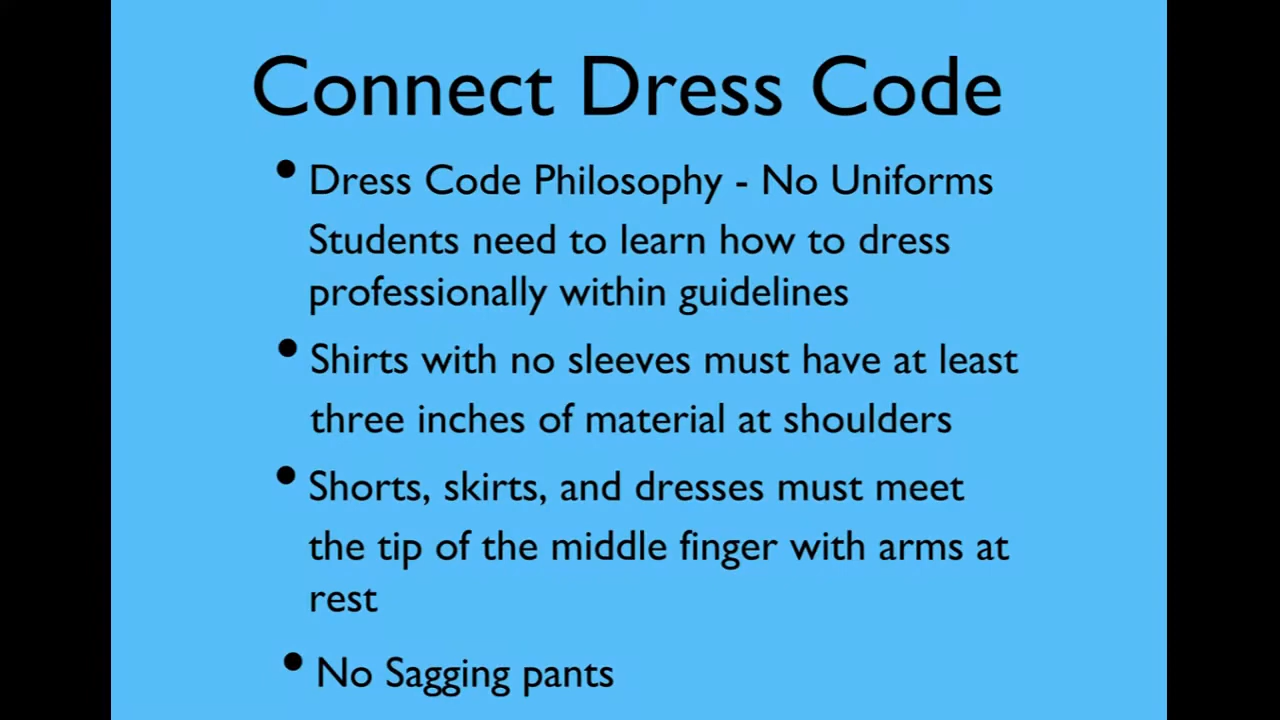 Connect Dress Code
• Dress Code Philosophy - No Uniforms
Students need to learn how to dress
professionally within guidelines
• Shirts with no sleeves must have at least
three inches of material at shoulders
• Shorts, skirts, and dresses must meet
the tip of the middle finger with arms at
rest
• No Sagging pants